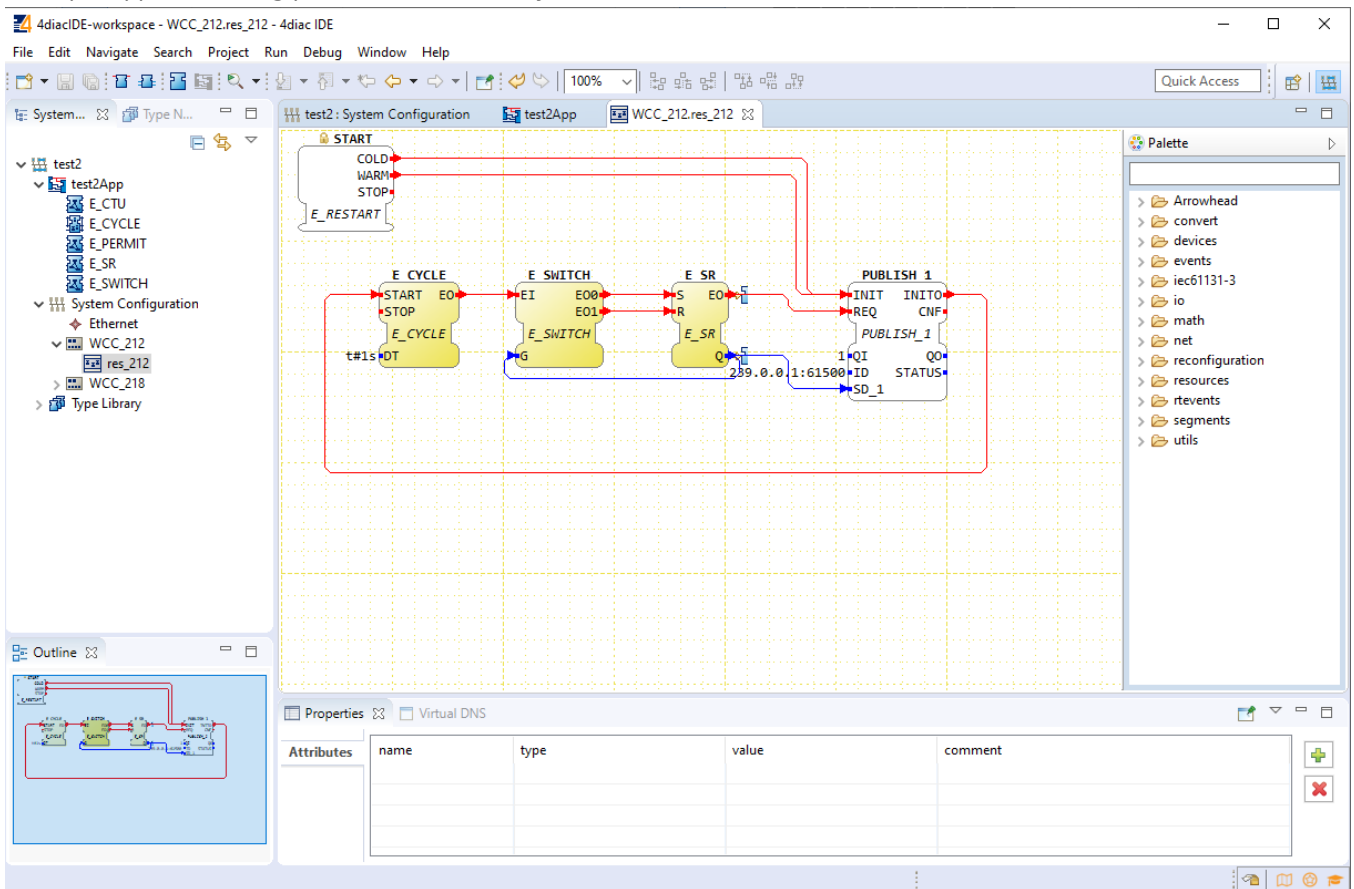 4diacIDE-workspace - WCC_212.res_212 - 4diac IDE
File Edit Navigate Search Project Run Debug Window Help
100%
Quick Access
System...
Type N...
test2 : System Configuration
test2App
WCC_212.res_212
test2
test2App
E_CTU
E_CYCLE
E_PERMIT
E_SR
E_SWITCH
System Configuration
Ethernet
WCC_212
res_212
WCC_218
Type Library
START
COLD
WARM
STOP
E_RESTART
E_CYCLE
START EO
STOP
E_CYCLE
t#1s DT
E_SWITCH
EI EO0
EO1
E_SWITCH
G
E_SR
S EO
R
E_SR
Q
PUBLISH_1
INIT INITO
REQ CNF
PUBLISH_1
1 QI QO
239.0.0.1:61500 ID STATUS
SD_1
Palette
Arrowhead
convert
devices
events
iec61131-3
io
math
net
reconfiguration
resources
rtevents
segments
utils
Outline
Properties
Virtual DNS
Attributes
name type value comment